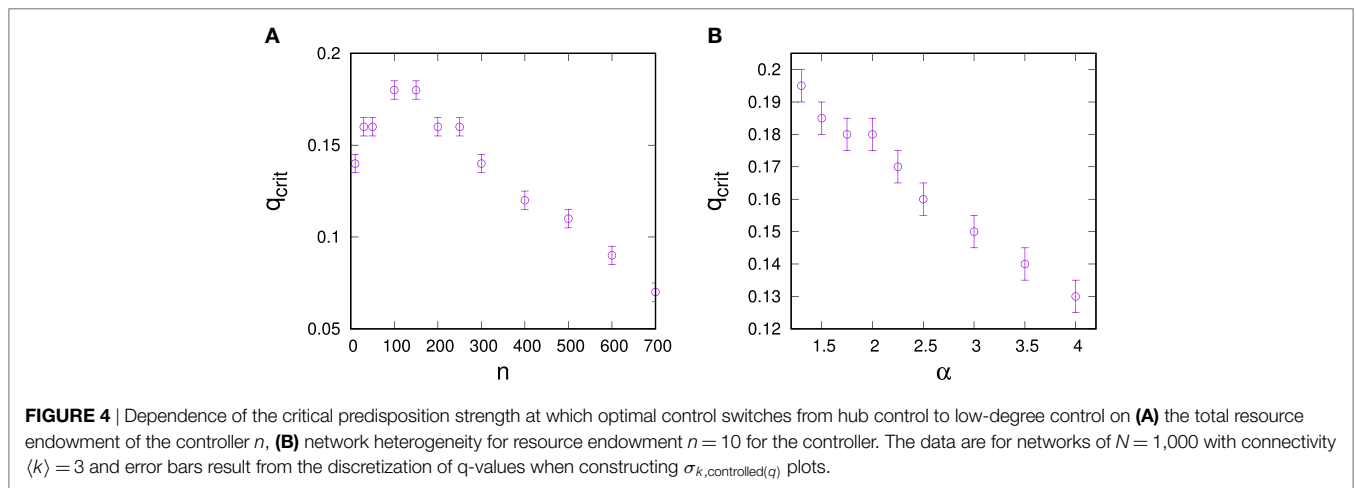 A
0.2
0.15
0.1
0.05
q_crit
0 100 200 300 400 500 600 700
n
B
0.2
0.19
0.18
0.17
0.16
0.15
0.14
0.13
0.12
q_crit
1.5 2 2.5 3 3.5 4
α
FIGURE 4 | Dependence of the critical predisposition strength at which optimal control switches from hub control to low-degree control on (A) the total resource
endowment of the controller n, (B) network heterogeneity for resource endowment n = 10 for the controller. The data are for networks of N = 1,000 with connectivity
⟨k⟩ = 3 and error bars result from the discretization of q-values when constructing σ_k,controlled(q) plots.